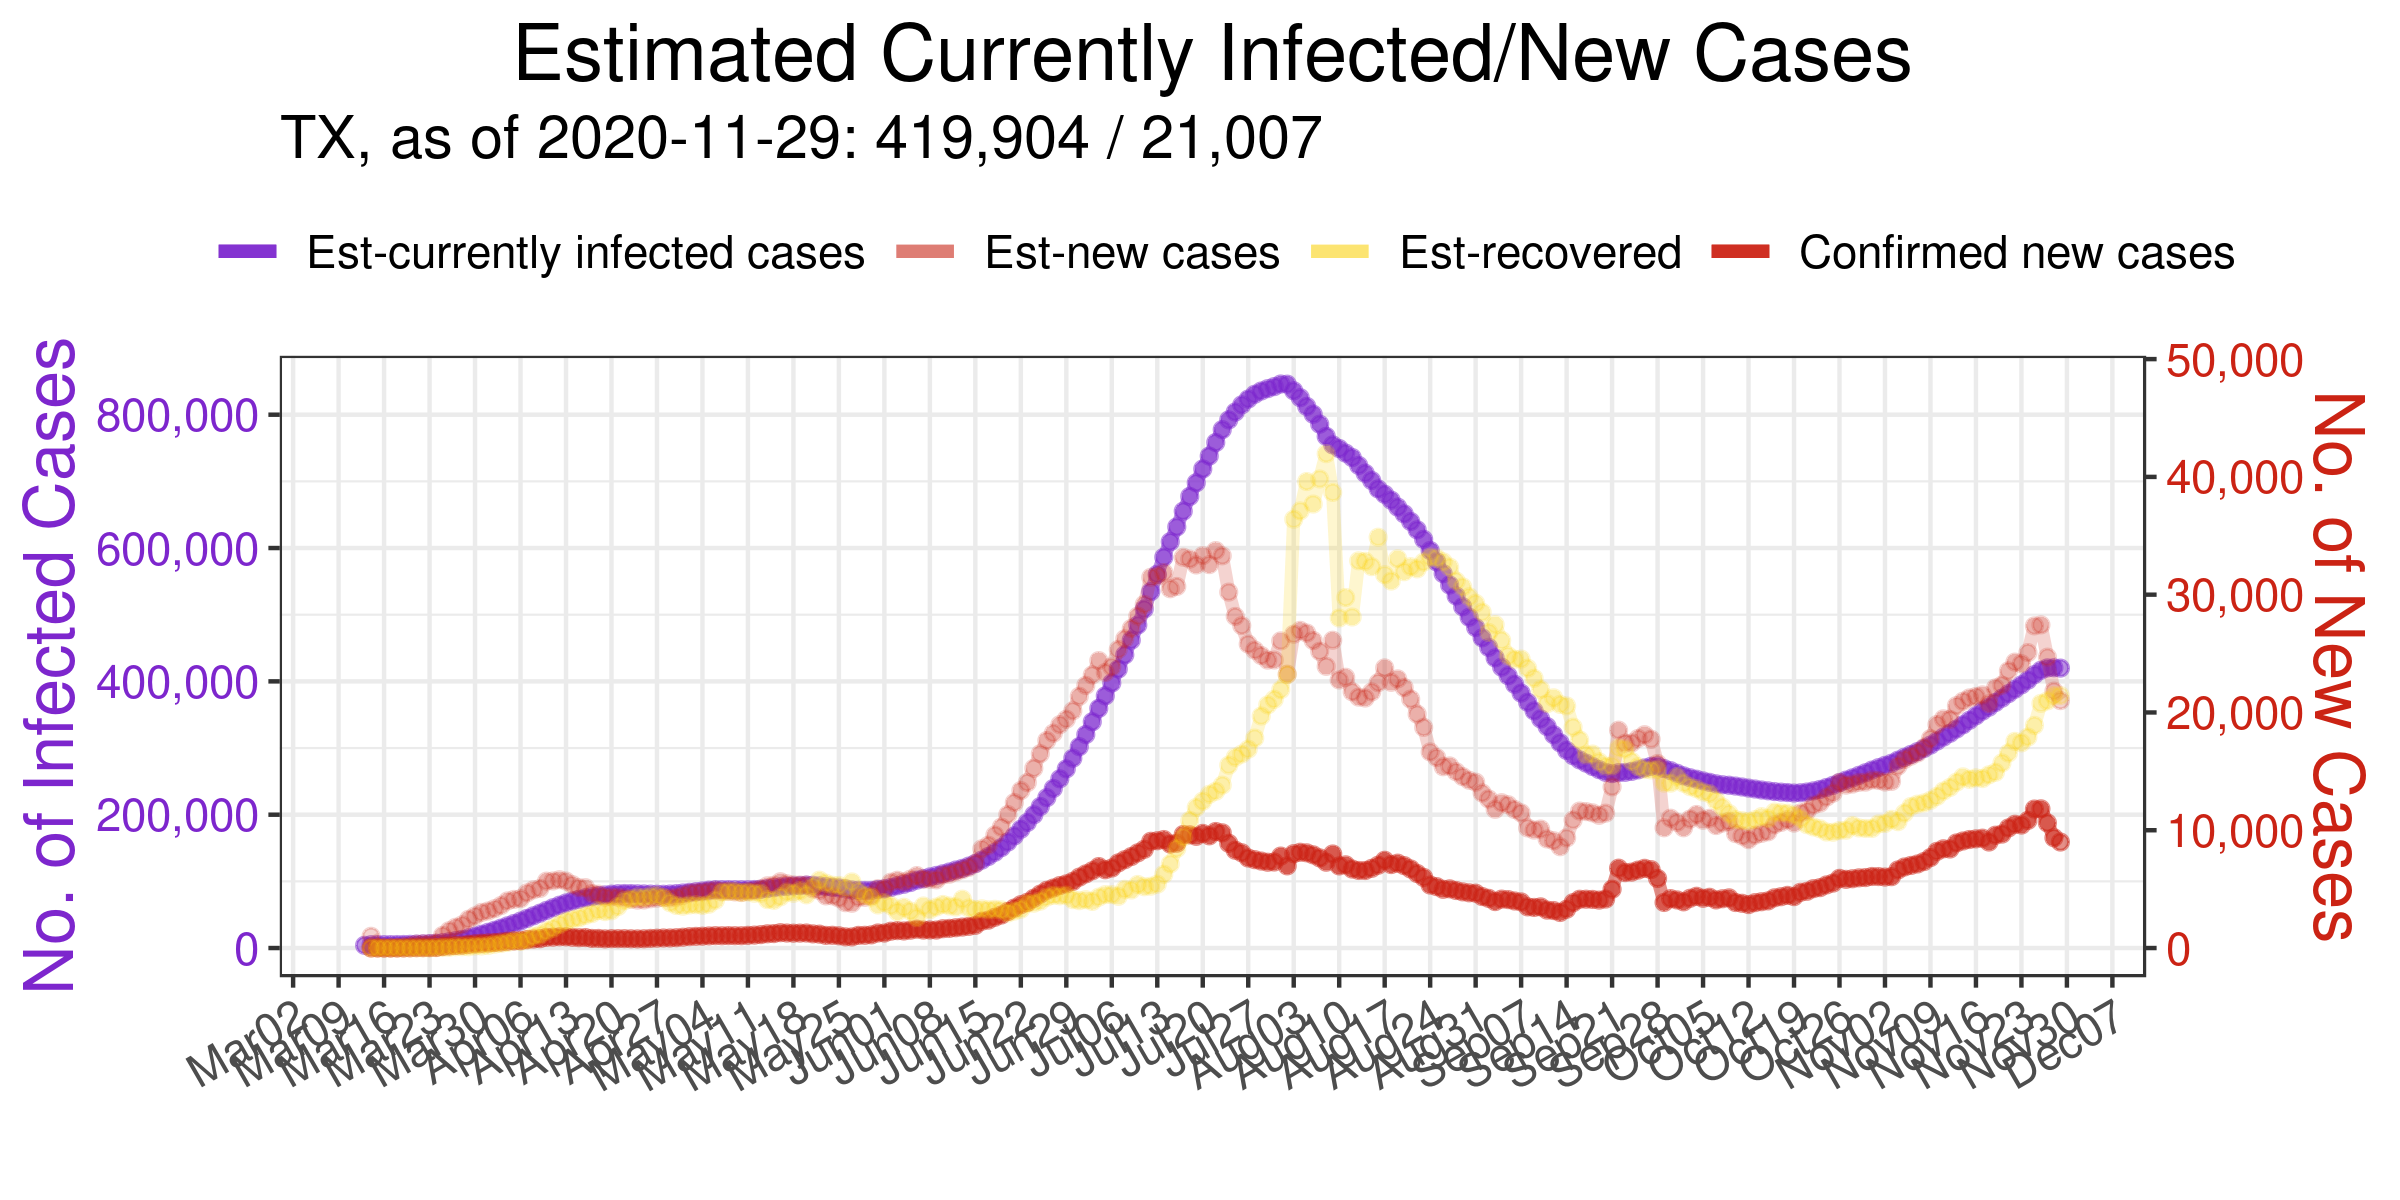 Estimated Currently Infected/New Cases
TX, as of 2020-11-29: 419,904 / 21,007
Est-currently infected cases
Est-new cases
Est-recovered
Confirmed new cases
No. of Infected Cases
800,000
600,000
400,000
200,000
0
50,000
40,000
30,000
20,000
10,000
0
No. of New Cases
Mar02
Mar09
Mar16
Mar23
Mar30
Apr06
Apr13
Apr20
Apr27
May04
May11
May18
May25
Jun01
Jun08
Jun15
Jun22
Jun29
Jul06
Jul13
Jul20
Jul27
Aug03
Aug10
Aug17
Aug24
Aug31
Sep07
Sep14
Sep21
Sep28
Oct05
Oct12
Oct19
Oct26
Nov02
Nov09
Nov16
Nov23
Nov30
Dec07